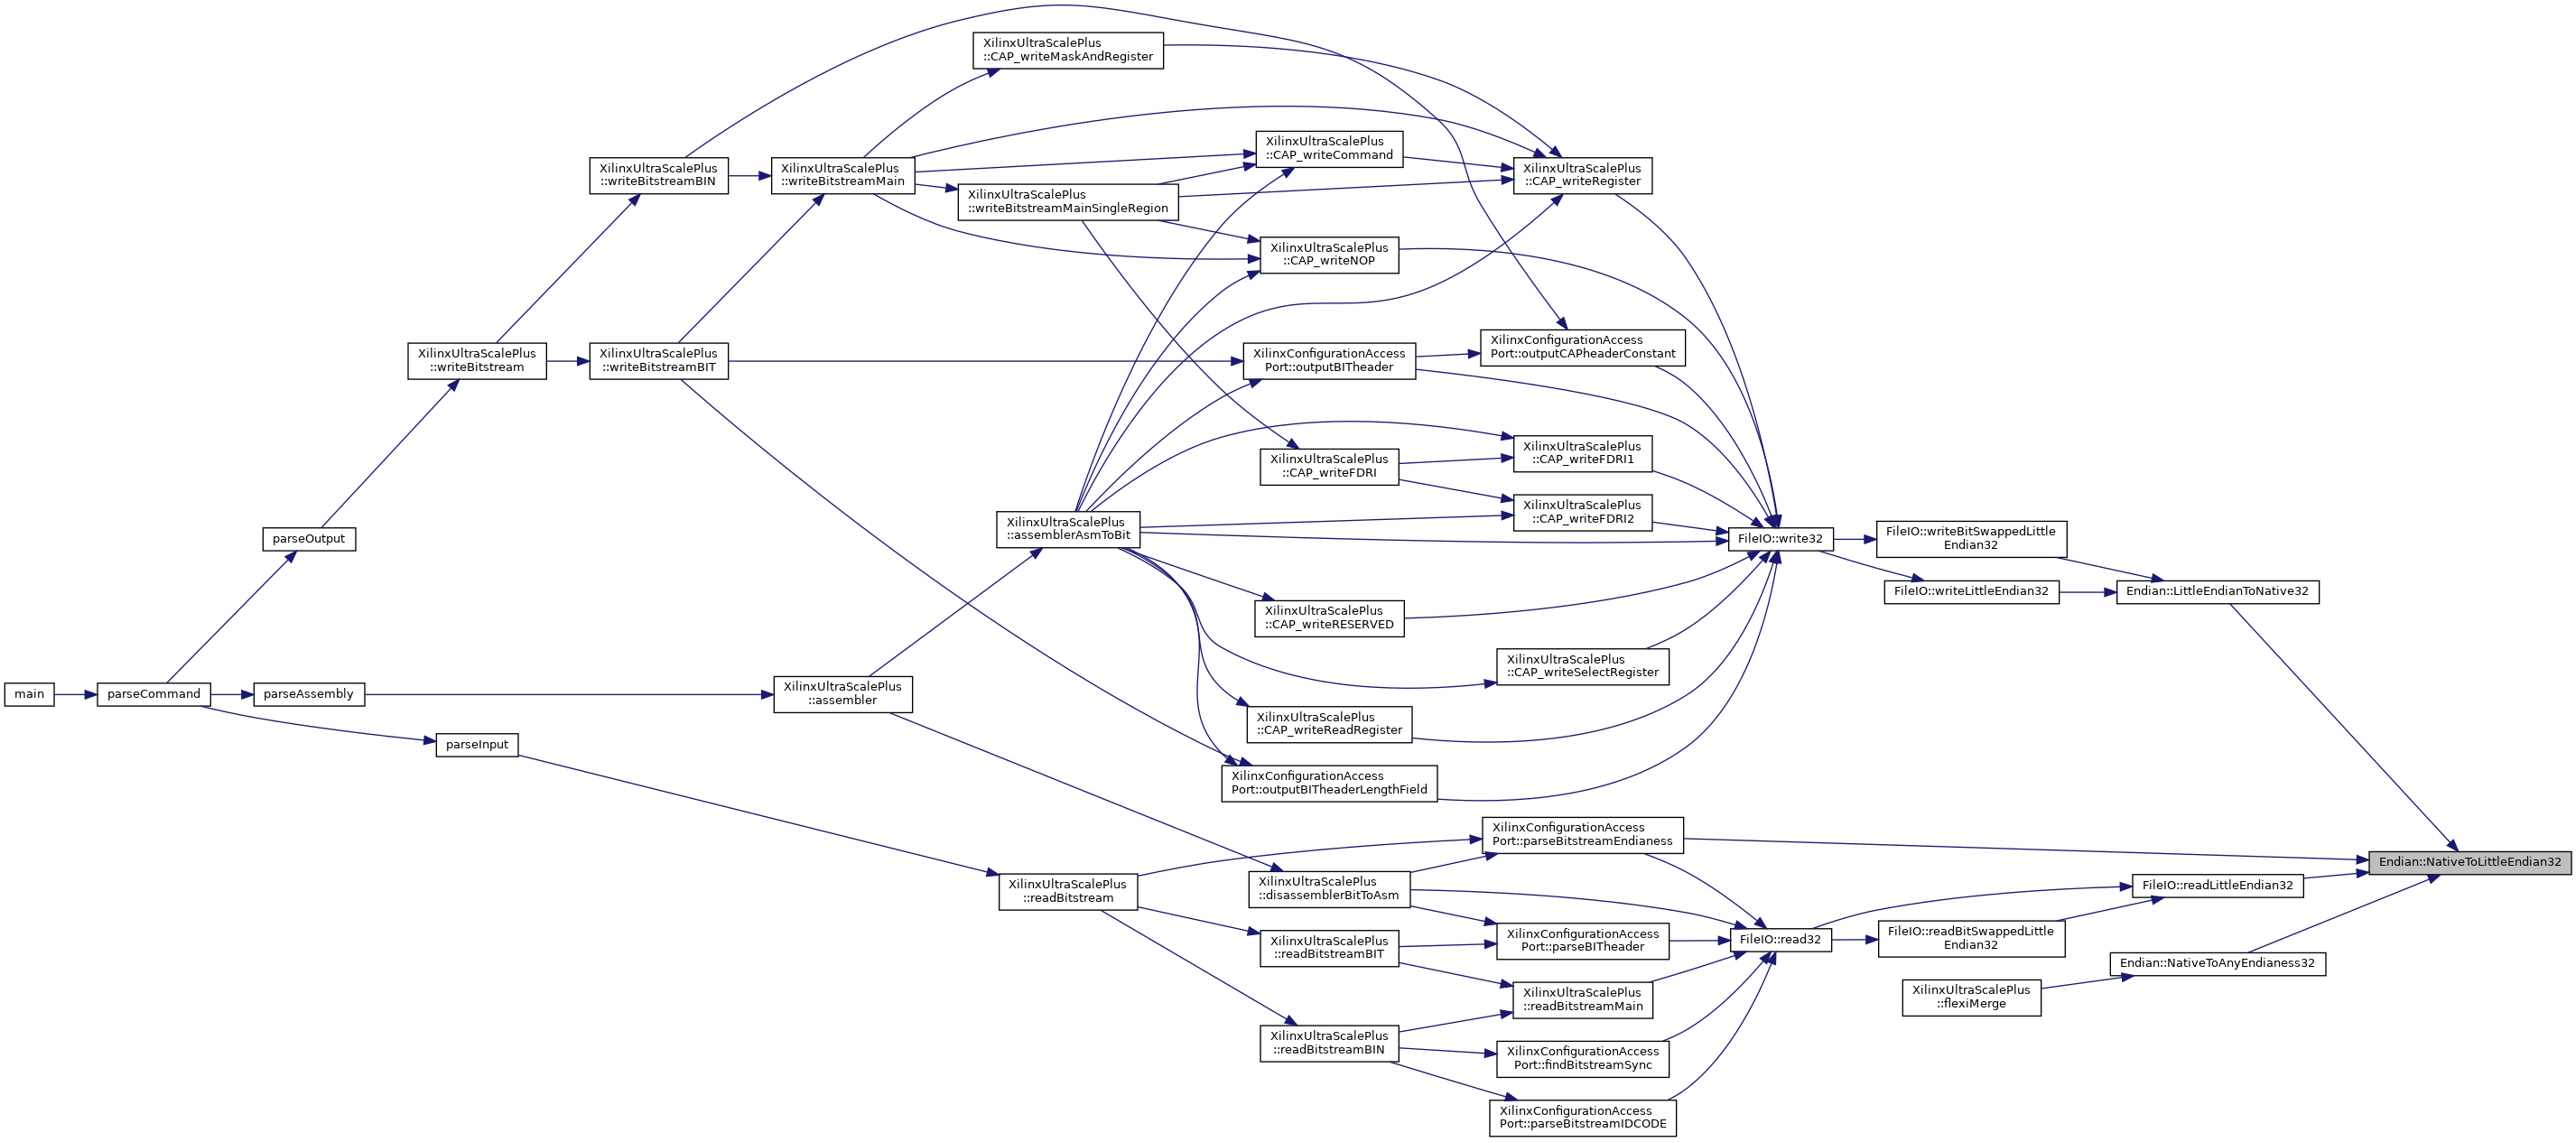 XilinxUltraScalePlus
::CAP_writeMaskAndRegister
XilinxUltraScalePlus
::CAP_writeCommand
XilinxUltraScalePlus
::writeBitstreamBIN
XilinxUltraScalePlus
::writeBitstreamMain
XilinxUltraScalePlus
::CAP_writeRegister
XilinxUltraScalePlus
::writeBitstreamMainSingleRegion
XilinxUltraScalePlus
::CAP_writeNOP
XilinxConfigurationAccess
Port::outputCAPheaderConstant
XilinxUltraScalePlus
::writeBitstream
XilinxUltraScalePlus
::writeBitstreamBIT
XilinxConfigurationAccess
Port::outputBITheader
XilinxUltraScalePlus
::CAP_writeFDRI1
XilinxUltraScalePlus
::CAP_writeFDRI
XilinxUltraScalePlus
::CAP_writeFDRI2
XilinxUltraScalePlus
::assemblerAsmToBit
parseOutput
FileIO::write32
FileIO::writeBitSwappedLittle
Endian32
FileIO::writeLittleEndian32
Endian::LittleEndianToNative32
XilinxUltraScalePlus
::CAP_writeRESERVED
XilinxUltraScalePlus
::CAP_writeSelectRegister
main
parseCommand
parseAssembly
XilinxUltraScalePlus
::assembler
XilinxUltraScalePlus
::CAP_writeReadRegister
parseInput
XilinxConfigurationAccess
Port::outputBITheaderLengthField
XilinxConfigurationAccess
Port::parseBitstreamEndianess
Endian::NativeToLittleEndian32
XilinxUltraScalePlus
::readBitstream
XilinxUltraScalePlus
::disassemblerBitToAsm
FileIO::readLittleEndian32
XilinxUltraScalePlus
::readBitstreamBIT
XilinxConfigurationAccess
Port::parseBITheader
FileIO::read32
FileIO::readBitSwappedLittle
Endian32
Endian::NativeToAnyEndianess32
XilinxUltraScalePlus
::readBitstreamMain
XilinxUltraScalePlus
::flexiMerge
XilinxUltraScalePlus
::readBitstreamBIN
XilinxConfigurationAccess
Port::findBitstreamSync
XilinxConfigurationAccess
Port::parseBitstreamIDCODE